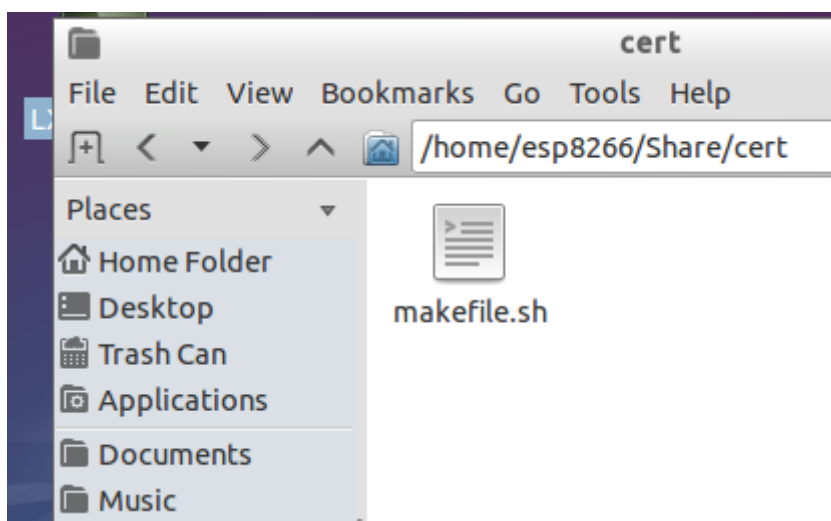 cert
File Edit View Bookmarks Go Tools Help
/home/esp8266/Share/cert
Places
Home Folder
Desktop
Trash Can
Applications
Documents
Music
makefile.sh